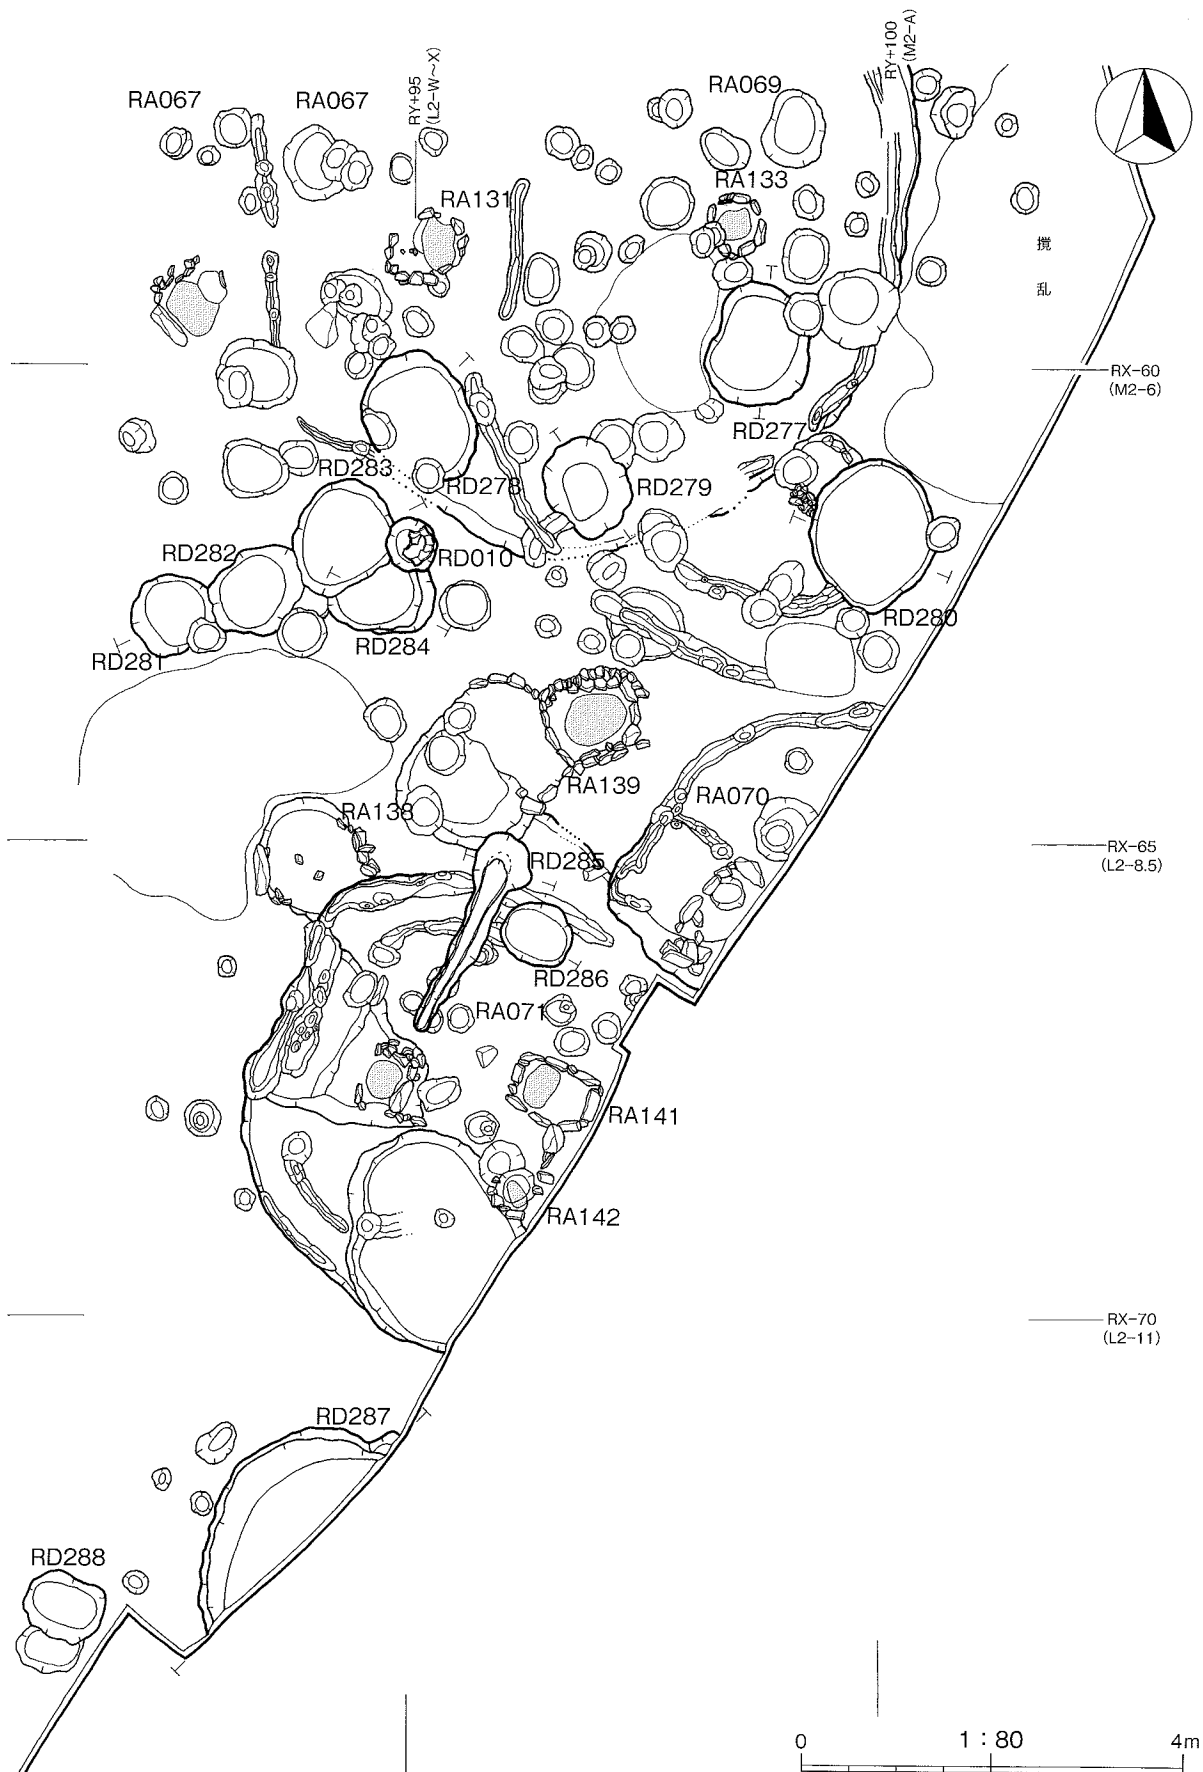 RY+95
(L2-W～X)
RY+100
(M2-A)
RA067
RA067
RA069
RA133
RA131
撹
乱
RX-60
(M2-6)
RD277
RD283
RD278
RD279
RD282
RD010
RD280
RD281
RD284
RA139
RA070
RA138
RX-65
(L2-8.5)
RD285
RD286
RA071
RA141
RA142
RX-70
(L2-11)
RD287
RD288
0
1：80
4m